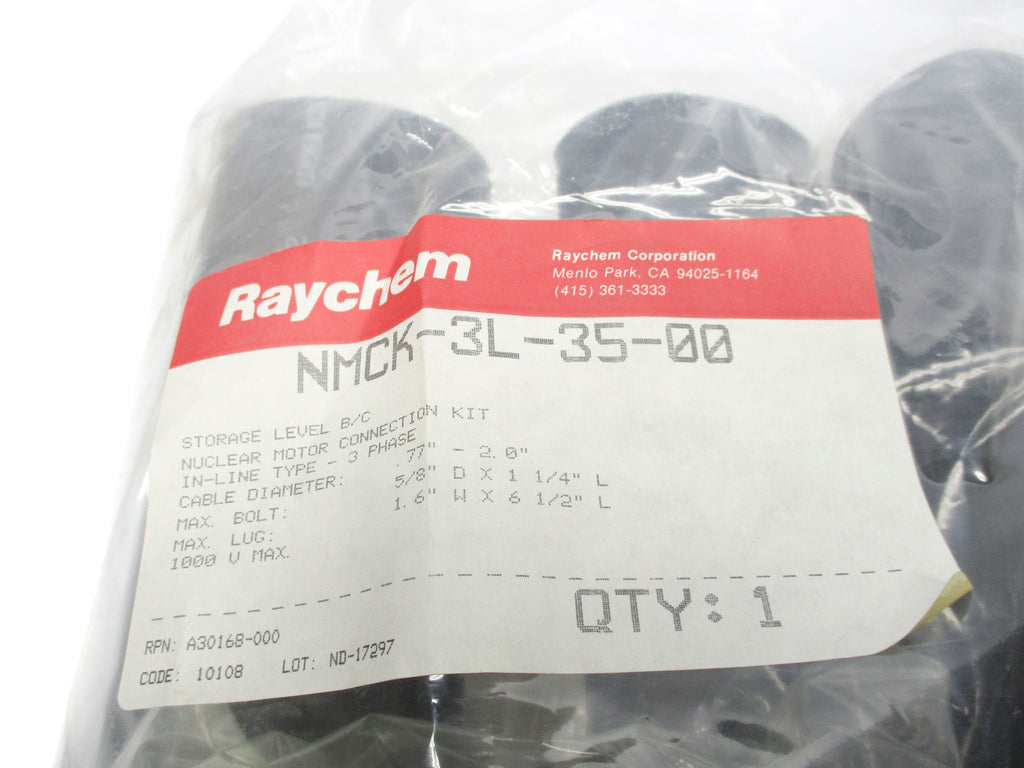 Raychem
Raychem Corporation
Menlo Park, CA 94025-1164
(415) 361-3333
NMCK-3L-35-00
STORAGE LEVEL B/C
NUCLEAR MOTOR CONNECTION KIT
IN-LINE TYPE - 3 PHASE
CABLE DIAMETER: .77" - 2.0"
MAX. BOLT: 5/8" D X 1 1/4" L
MAX. LUG: 1.6" W X 6 1/2" L
1000 V MAX.
QTY: 1
RPN: A30168-000
CODE: 10108 LOT: ND-17297